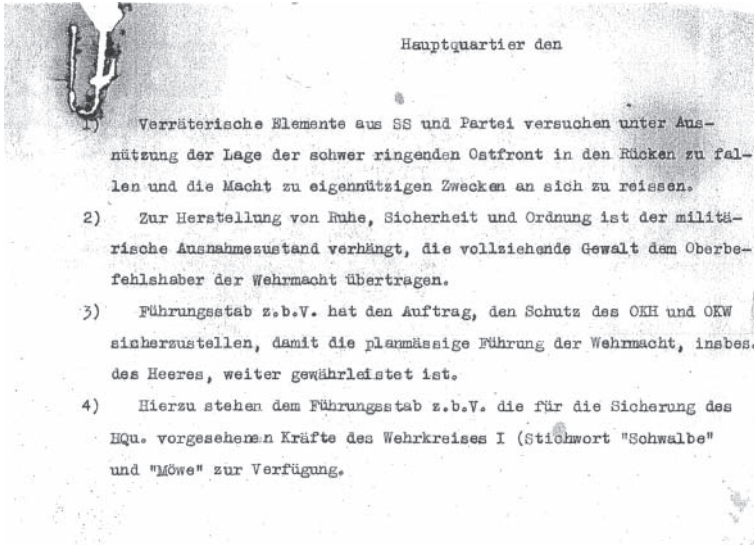 Hauptquartier den
1) Verräterische Elemente aus SS und Partei versuchen unter Aus-
nützung der Lage der schwer ringenden Ostfront in den Rücken zu fal-
len und die Macht zu eigennützigen Zwecken an sich zu reissen.
2) Zur Herstellung von Ruhe, Sicherheit und Ordnung ist der militä-
rische Ausnahmezustand verhängt, die vollziehende Gewalt dem Oberbe-
fehlshaber der Wehrmacht übertragen.
3) Führungsstab z.b.V. hat den Auftrag, den Schutz des OKH und OKW
sicherzustellen, damit die planmässige Führung der Wehrmacht, insbes.
des Heeres, weiter gewährleistet ist.
4) Hierzu stehen dem Führungsstab z.b.V. die für die Sicherung des
HQu. vorgesehenen Kräfte des Wehrkreises I (Stichwort "Schwalbe"
und "Möwe" zur Verfügung.